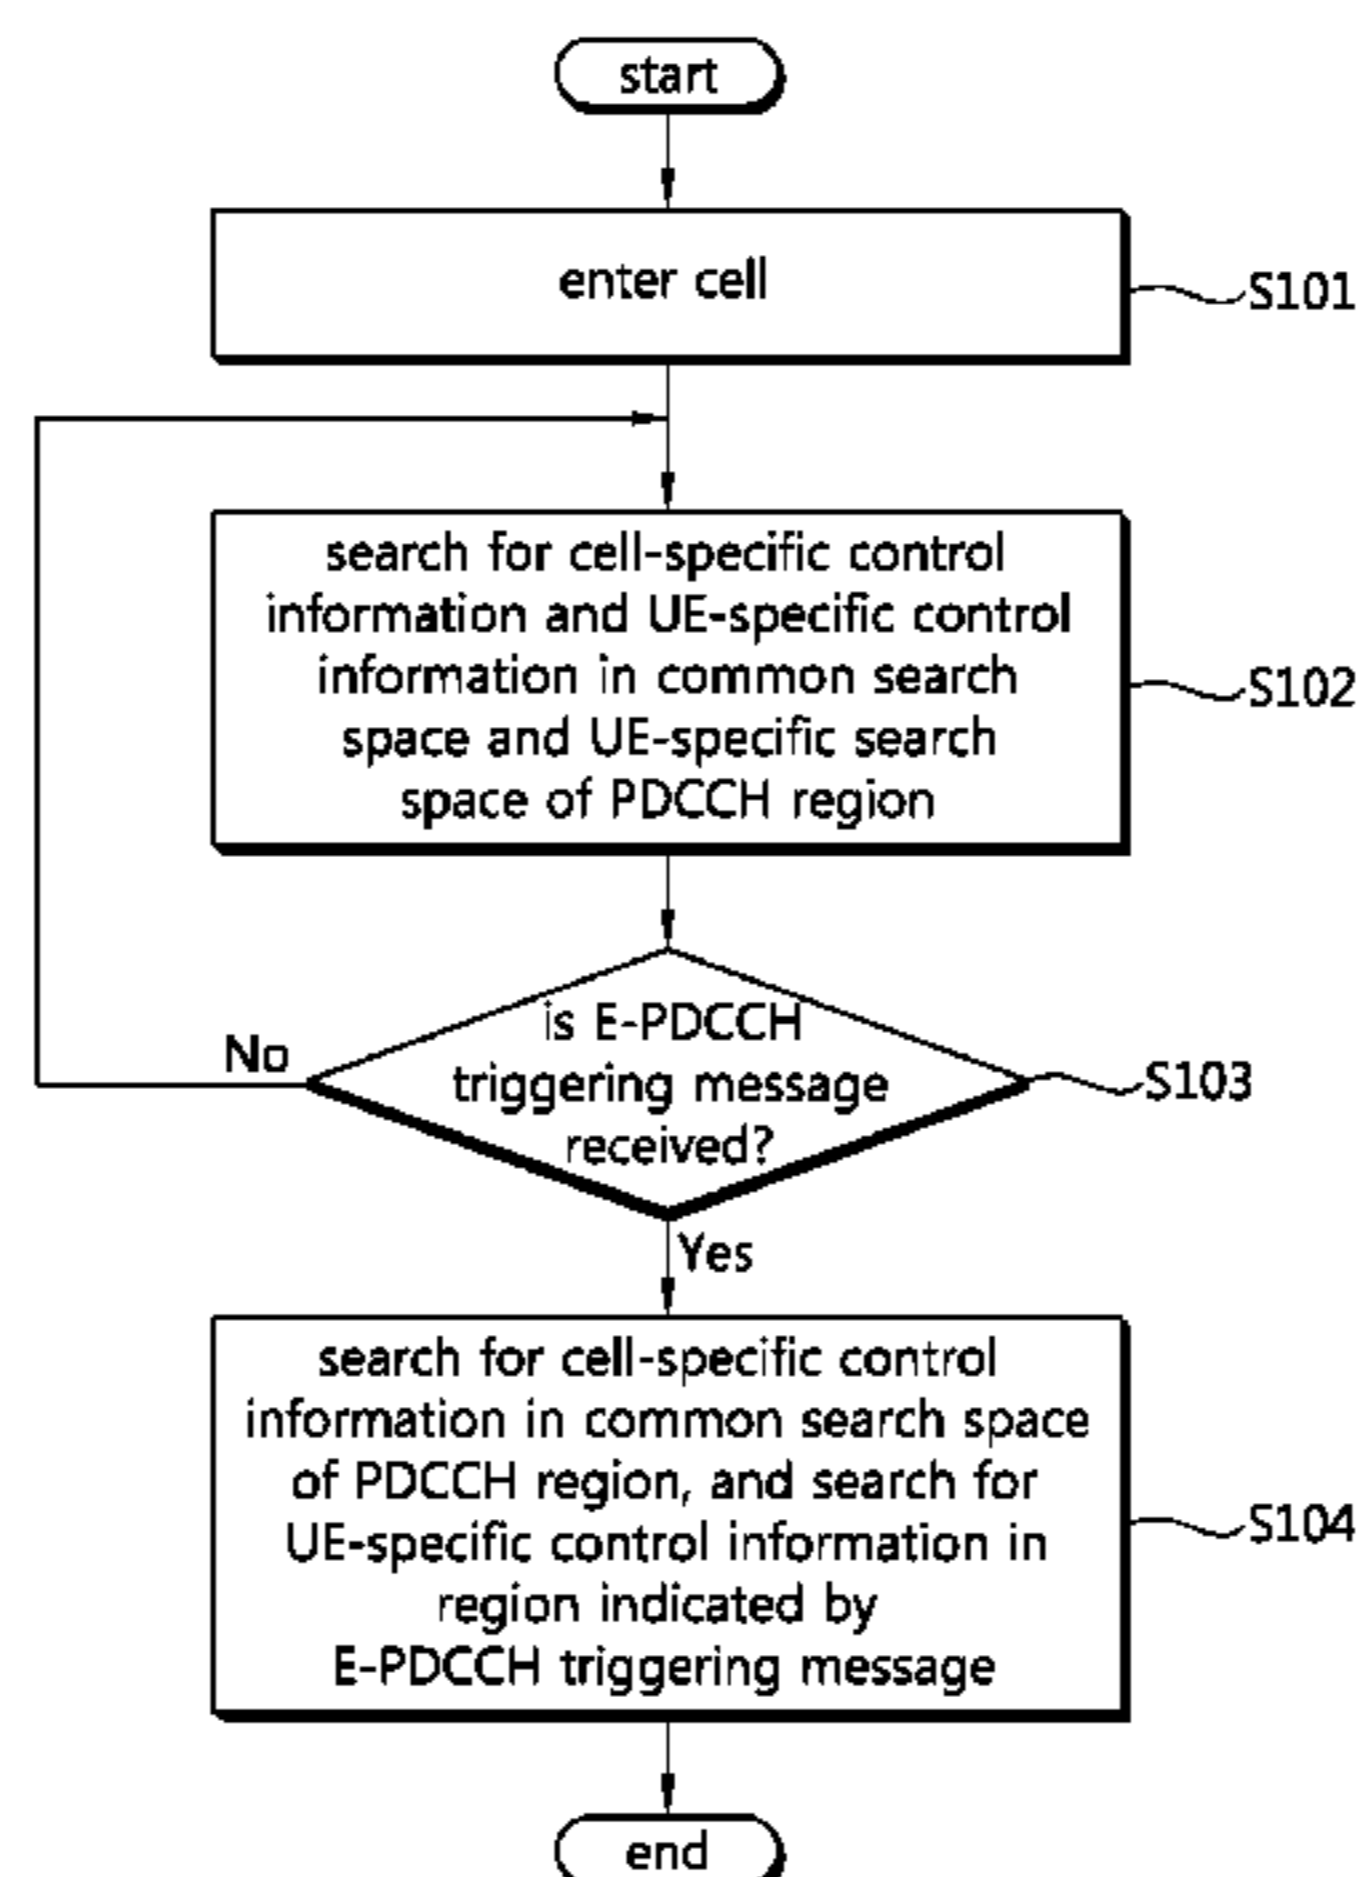 start
enter cell
S101
search for cell-specific control
information and UE-specific control
information in common search
space and UE-specific search
space of PDCCH region
S102
is E-PDCCH
triggering message
received?
S103
No
Yes
search for cell-specific control
information in common search space
of PDCCH region, and search for
UE-specific control information in
region indicated by
E-PDCCH triggering message
S104
end